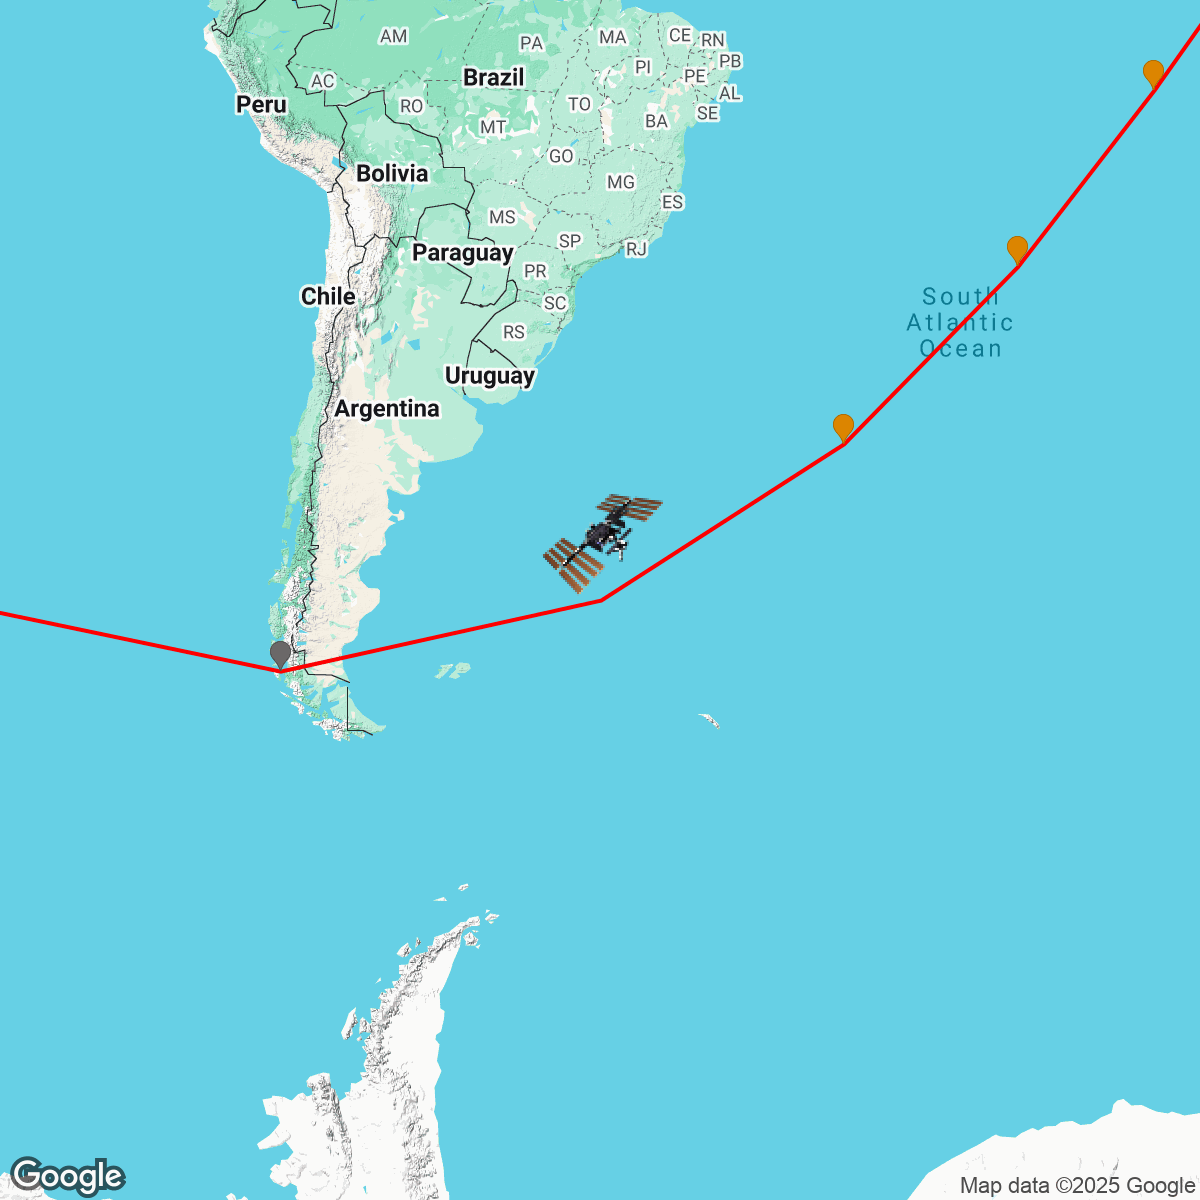 AM
PA
MA
CE
RN
PI
PB
PE
AL
SE
Brazil
AC
Peru
RO
TO
MT
BA
GO
Bolivia
MG
ES
MS
SP
RJ
Paraguay
PR
Chile
SC
South
Atlantic
Ocean
RS
Uruguay
Argentina
Google
Map data ©2025 Google